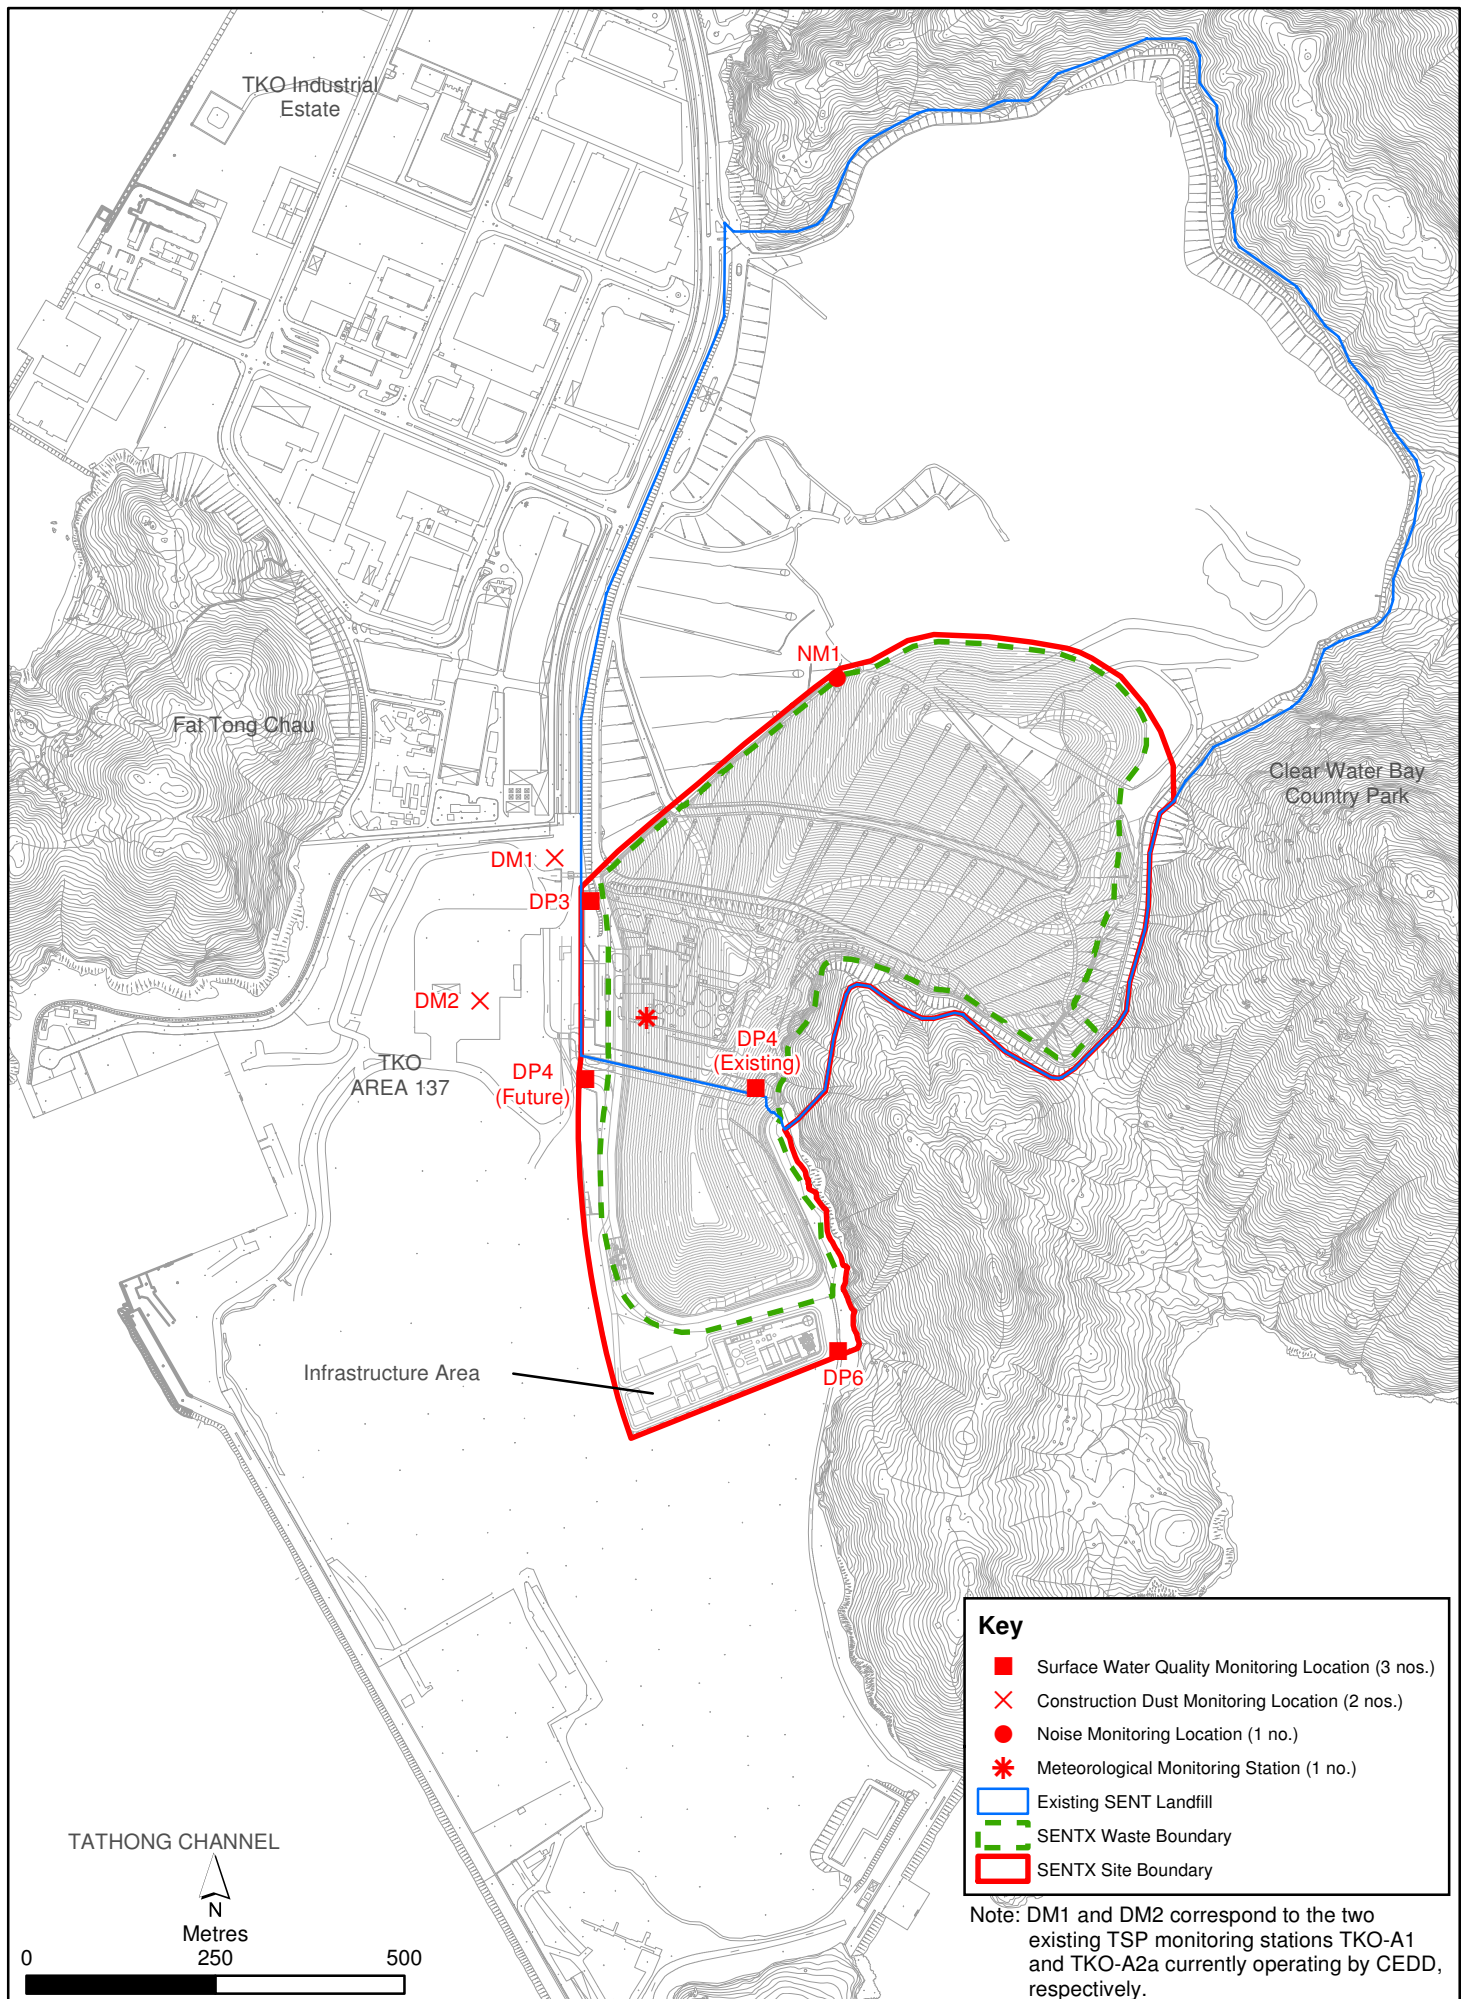 TKO Industrial
Estate
NM1
Fat Tong Chau
Clear Water Bay
Country Park
DM1
DP3
DM2
DP4
(Existing)
TKO
AREA 137
DP4
(Future)
Infrastructure Area
DP6
Key
Surface Water Quality Monitoring Location (3 nos.)
Construction Dust Monitoring Location (2 nos.)
Noise Monitoring Location (1 no.)
Meteorological Monitoring Station (1 no.)
Existing SENT Landfill
SENTX Waste Boundary
SENTX Site Boundary
TATHONG CHANNEL
N
Metres
0 250 500
Note: DM1 and DM2 correspond to the two
existing TSP monitoring stations TKO-A1
and TKO-A2a currently operating by CEDD,
respectively.